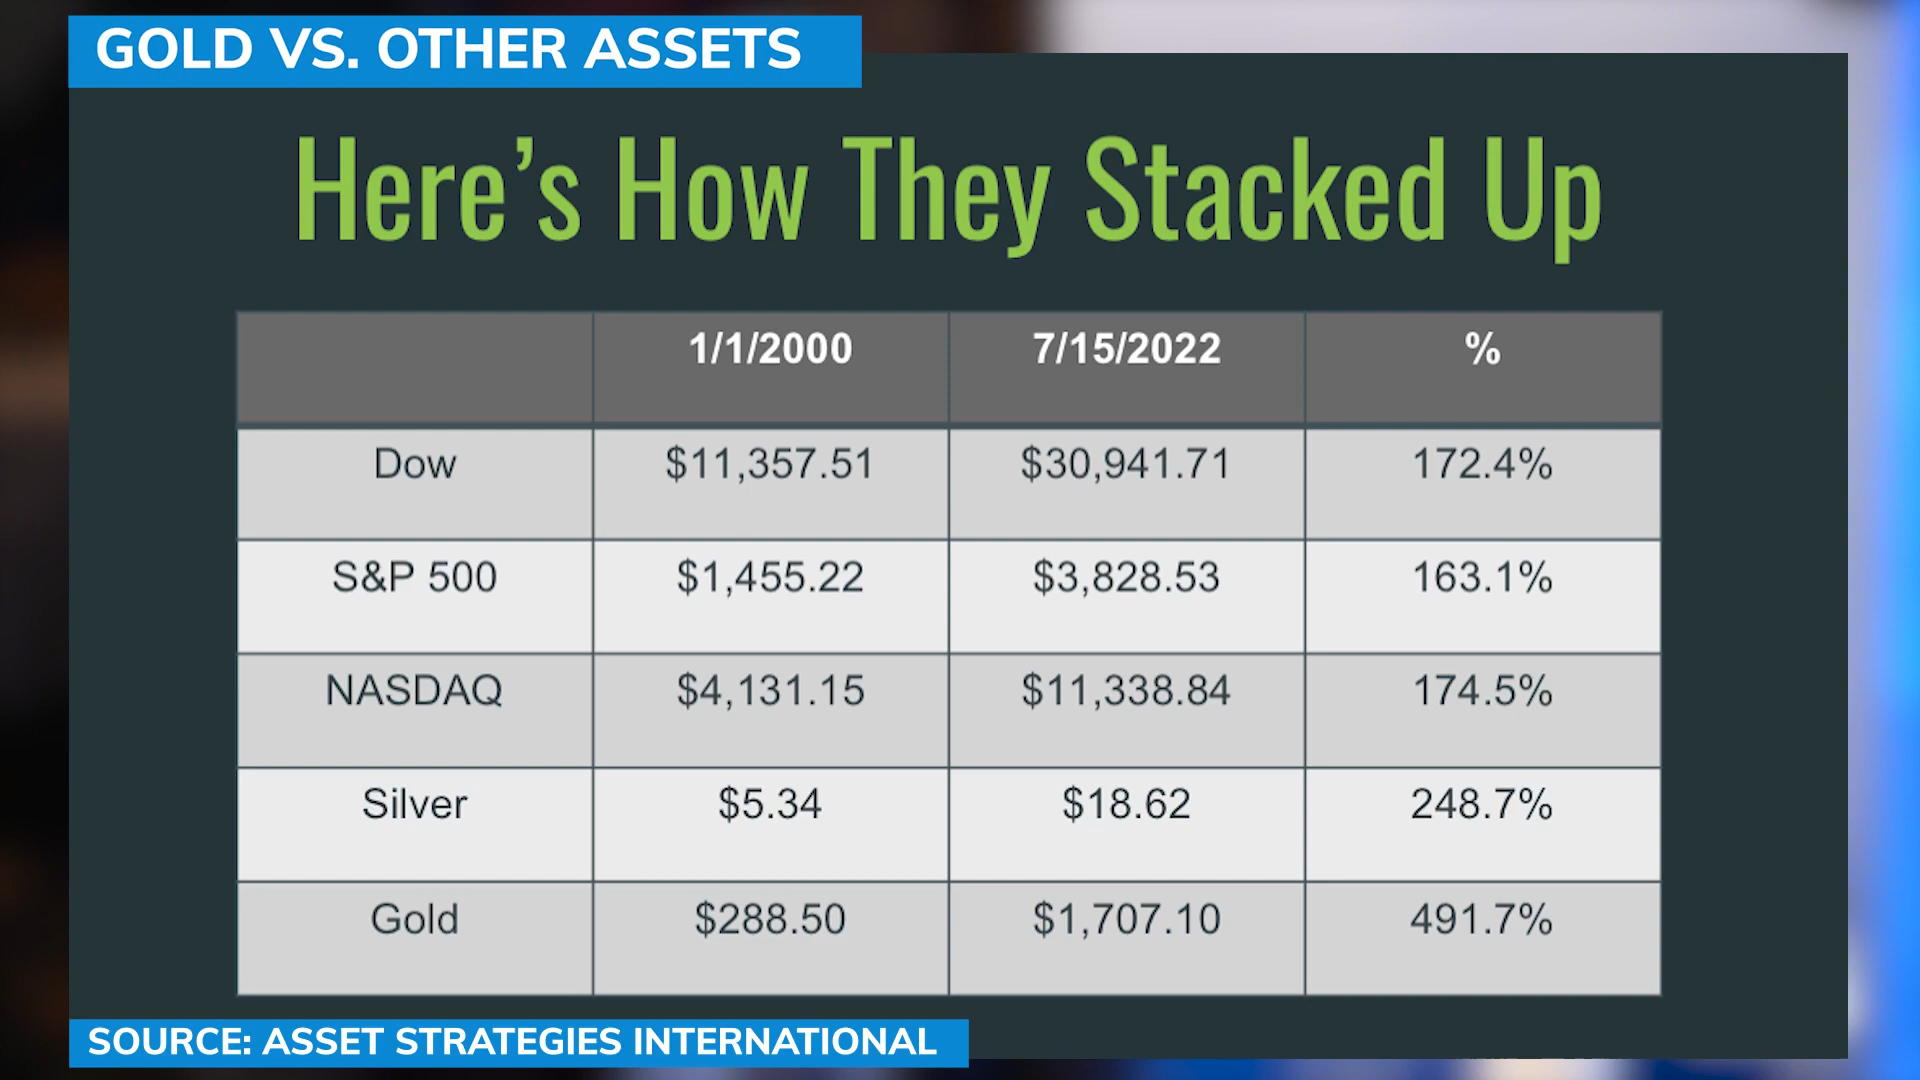 GOLD VS. OTHER ASSETS
Here's How They Stacked Up
1/1/2000 7/15/2022 %
Dow $11,357.51 $30,941.71 172.4%
S&P 500 $1,455.22 $3,828.53 163.1%
NASDAQ $4,131.15 $11,338.84 174.5%
Silver $5.34 $18.62 248.7%
Gold $288.50 $1,707.10 491.7%
SOURCE: ASSET STRATEGIES INTERNATIONAL